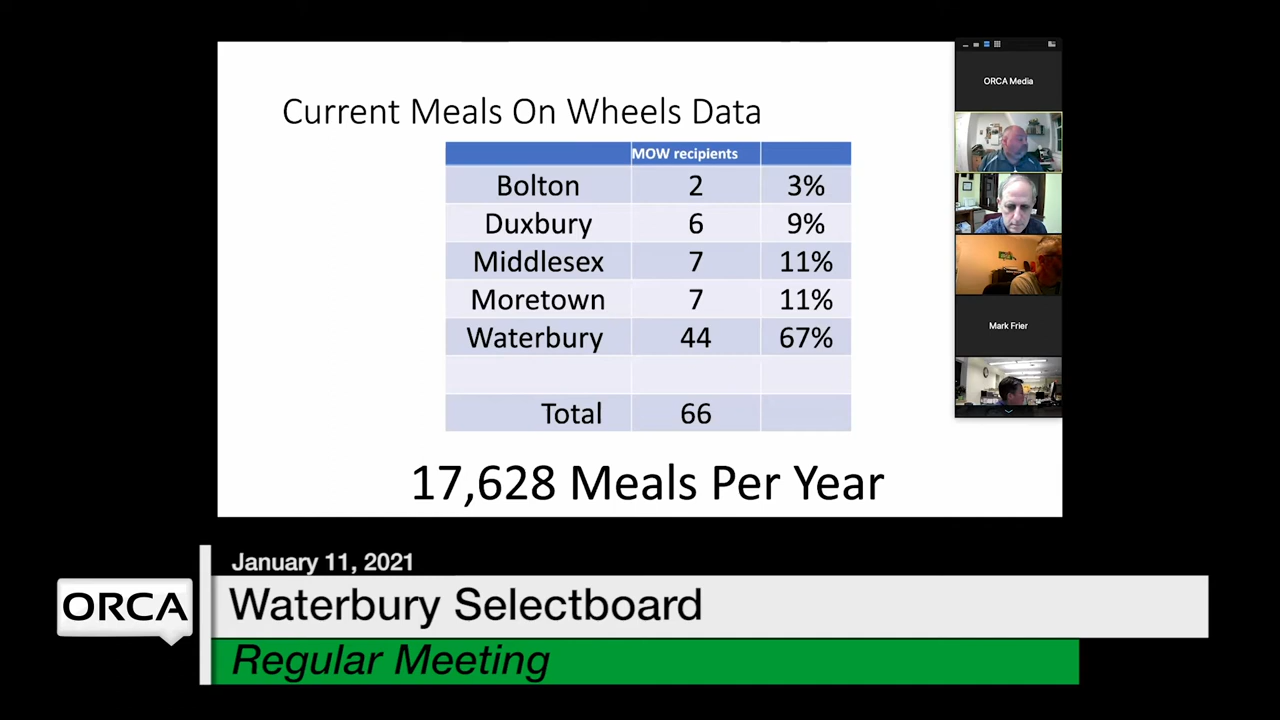 Current Meals On Wheels Data
MOW recipients
Bolton 2 3%
Duxbury 6 9%
Middlesex 7 11%
Moretown 7 11%
Waterbury 44 67%
Total 66
17,628 Meals Per Year
ORCA Media
Mark Frier
January 11, 2021
ORCA
Waterbury Selectboard
Regular Meeting